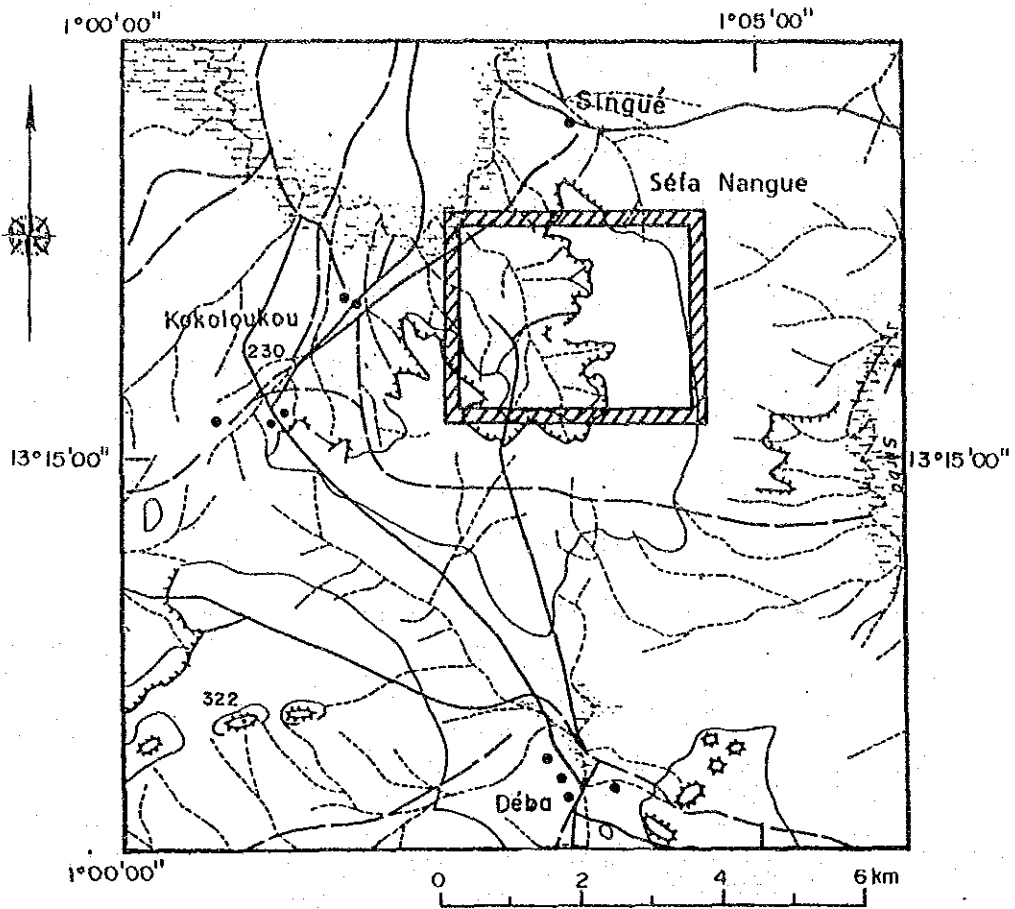 1°00'00"
1°05'00"
Singué
Séfa Nangue
Kokoloukou
230
13°15'00"
13°15'00"
Sirba
322
Déba
1°00'00"
0 2 4 6 km